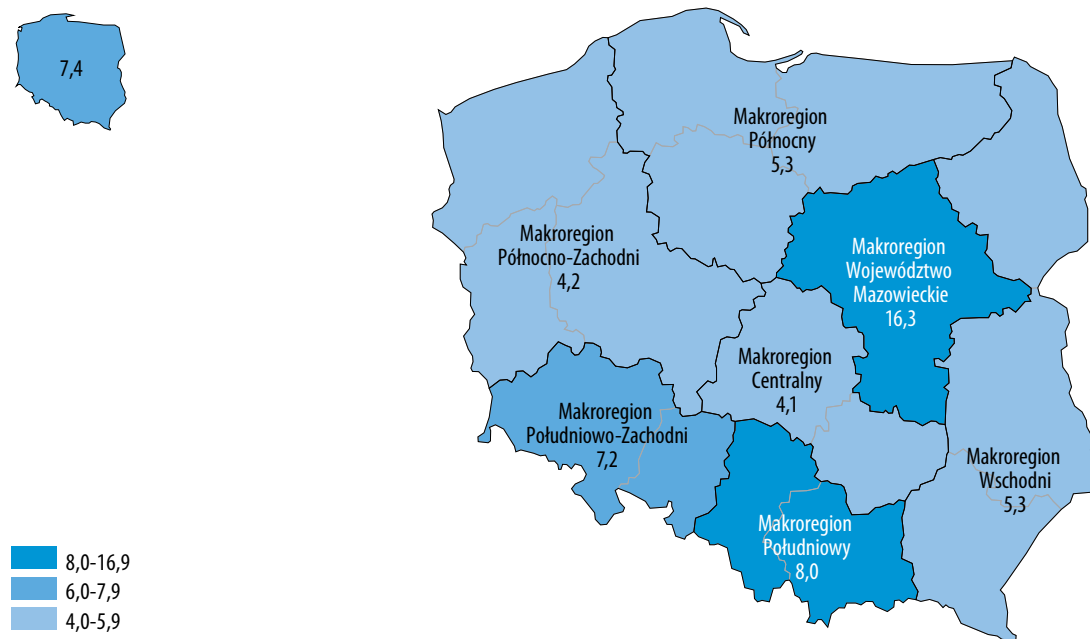 7,4
Makroregion
Północny
5,3
Makroregion
Północno-Zachodni
4,2
Makroregion
Województwo
Mazowieckie
16,3
Makroregion
Centralny
4,1
Makroregion
Południowo-Zachodni
7,2
Makroregion
Wschodni
5,3
Makroregion
Południowy
8,0
8,0-16,9
6,0-7,9
4,0-5,9